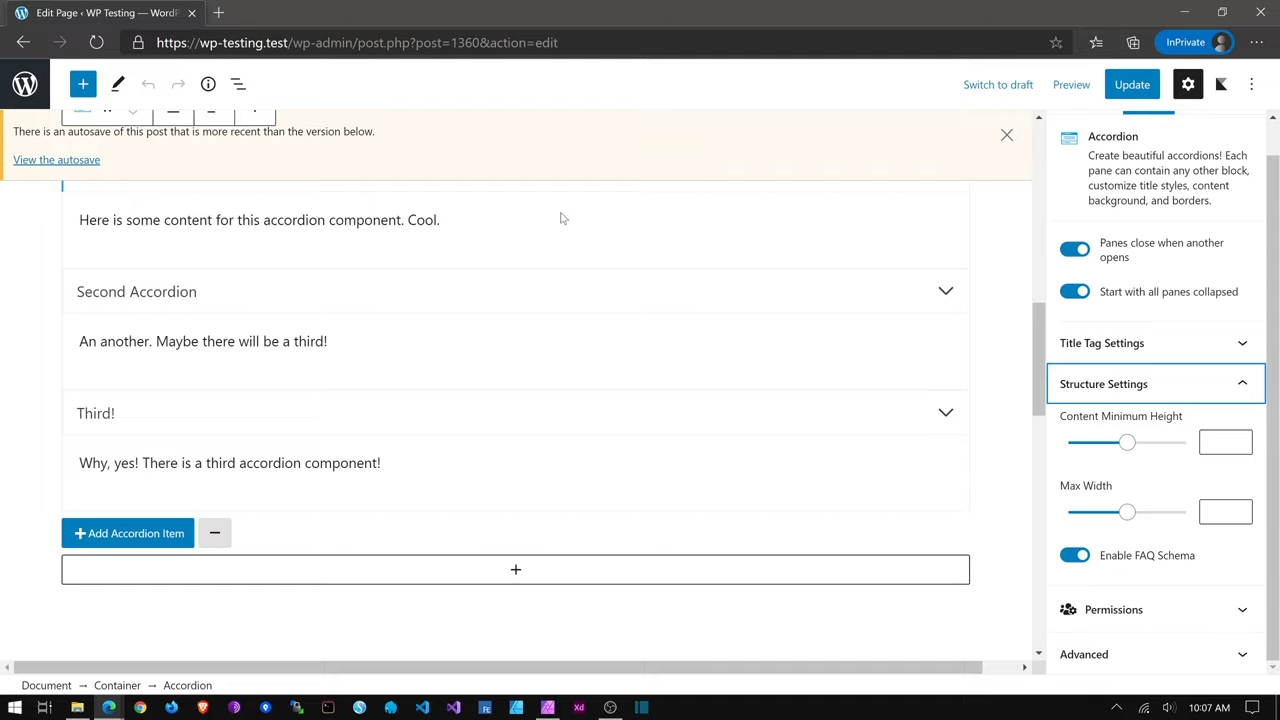 Edit Page ‹ WP Testing — WordP
https://wp-testing.test/wp-admin/post.php?post=1360&action=edit
InPrivate
Switch to draft
Preview
Update
There is an autosave of this post that is more recent than the version below.
View the autosave
Here is some content for this accordion component. Cool.
Second Accordion
An another. Maybe there will be a third!
Third!
Why, yes! There is a third accordion component!
Add Accordion Item
Accordion
Create beautiful accordions! Each
pane can contain any other block,
customize title styles, content
background, and borders.
Panes close when another
opens
Start with all panes collapsed
Title Tag Settings
Structure Settings
Content Minimum Height
Max Width
Enable FAQ Schema
Permissions
Advanced
Document → Container → Accordion
Xd
10:07 AM